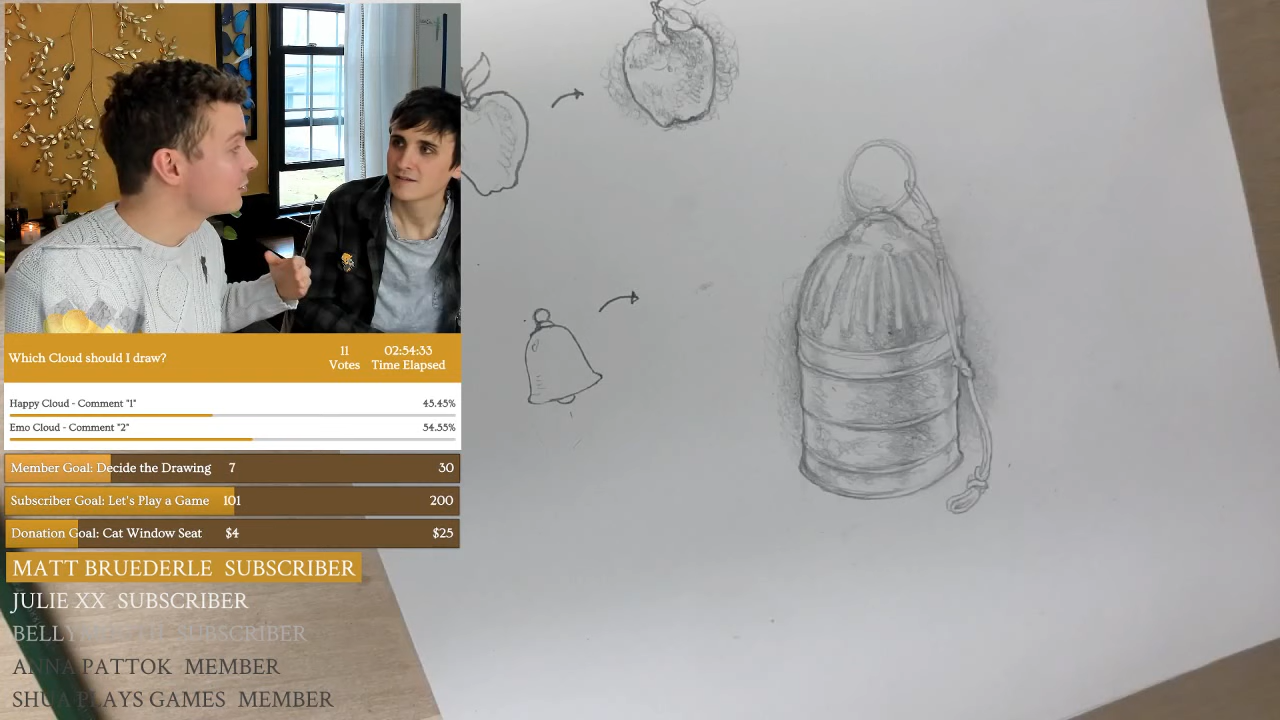 Which Cloud should I draw?
11
Votes
02:54:33
Time Elapsed
Happy Cloud - Comment "1"
45.45%
Emo Cloud - Comment "2"
54.55%
Member Goal: Decide the Drawing 7 30
Subscriber Goal: Let's Play a Game 101 200
Donation Goal: Cat Window Seat $4 $25
MATT BRUEDERLE SUBSCRIBER
JULIE XX SUBSCRIBER
SUBSCRIBER
ANNA PATTOK MEMBER
SHUA PLAYS GAMES MEMBER